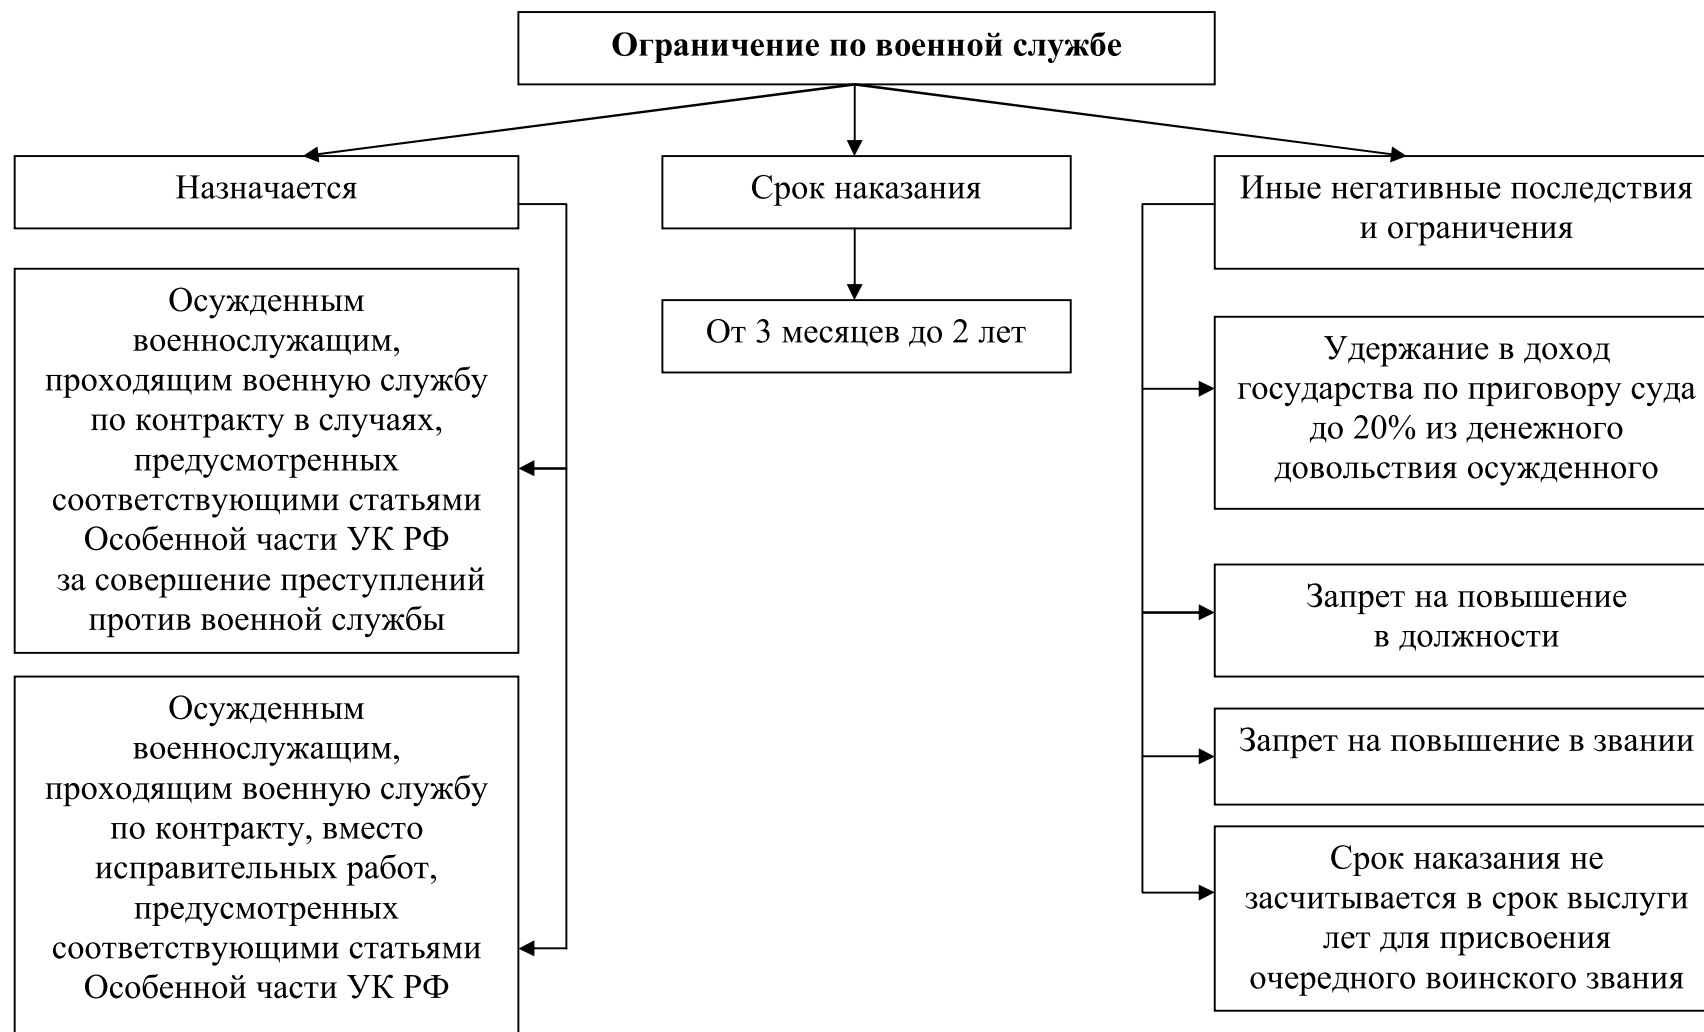 Ограничение по военной службе
Назначается
Осужденным
военнослужащим,
проходящим военную службу
по контракту в случаях,
предусмотренных
соответствующими статьями
Особенной части УК РФ
за совершение преступлений
против военной службы
Осужденным
военнослужащим,
проходящим военную службу
по контракту, вместо
исправительных работ,
предусмотренных
соответствующими статьями
Особенной части УК РФ
Срок наказания
От 3 месяцев до 2 лет
Иные негативные последствия
и ограничения
Удержание в доход
государства по приговору суда
до 20% из денежного
довольствия осужденного
Запрет на повышение
в должности
Запрет на повышение в звании
Срок наказания не
засчитывается в срок выслуги
лет для присвоения
очередного воинского звания